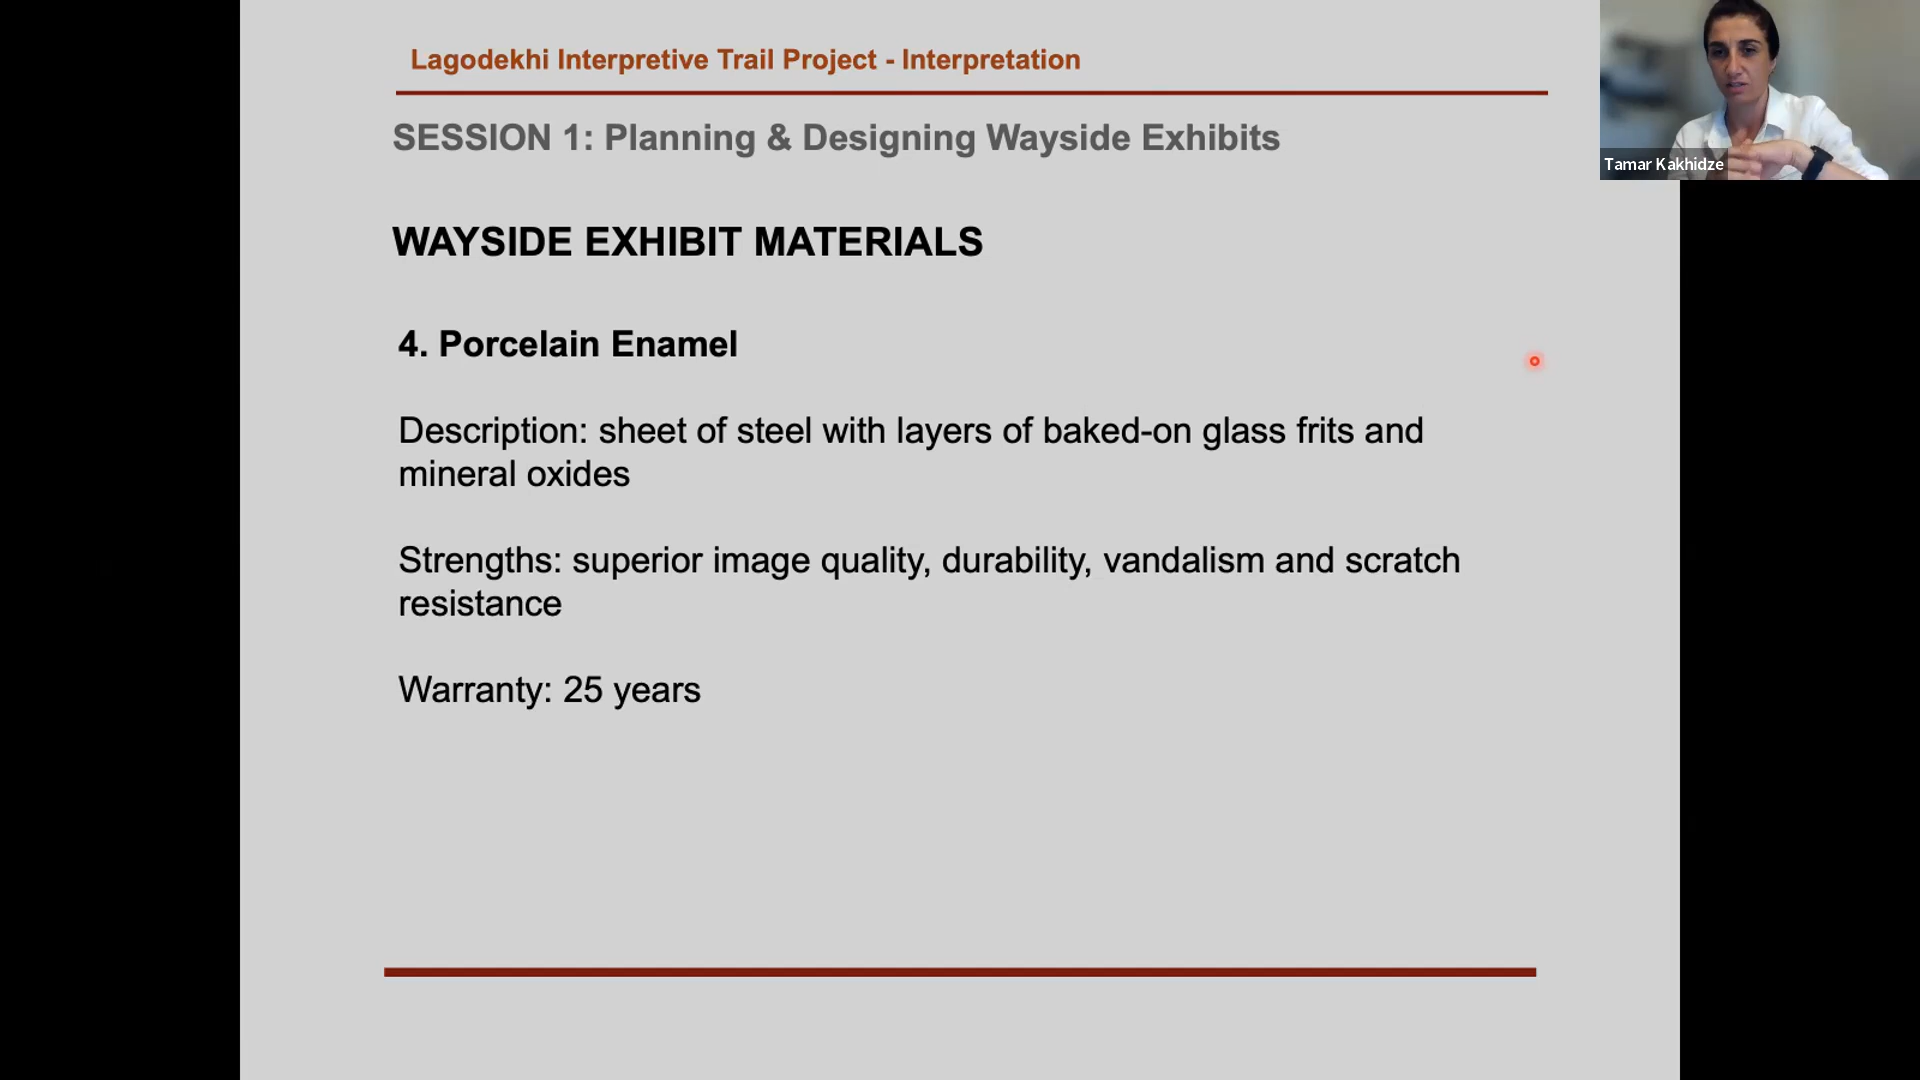 Lagodekhi Interpretive Trail Project - Interpretation
SESSION 1: Planning & Designing Wayside Exhibits
WAYSIDE EXHIBIT MATERIALS
4. Porcelain Enamel
Description: sheet of steel with layers of baked-on glass frits and
mineral oxides
Strengths: superior image quality, durability, vandalism and scratch
resistance
Warranty: 25 years
Tamar Kakhidze